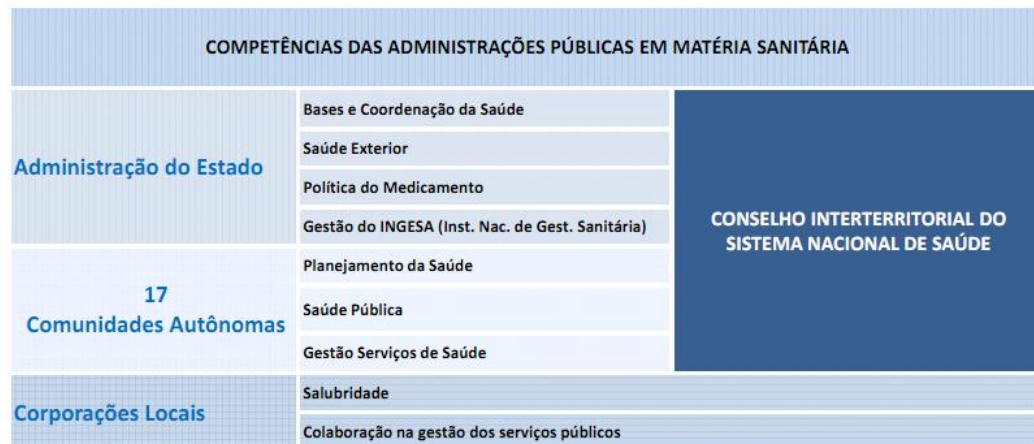 COMPETÊNCIAS DAS ADMINISTRAÇÕES PÚBLICAS EM MATÉRIA SANITÁRIA
Administração do Estado
Bases e Coordenação da Saúde
Saúde Exterior
Política do Medicamento
Gestão do INGESA (Inst. Nac. de Gest. Sanitária)
17
Comunidades Autônomas
Planejamento da Saúde
Saúde Pública
Gestão Serviços de Saúde
CONSELHO INTERTERRITORIAL DO
SISTEMA NACIONAL DE SAÚDE
Corporações Locais
Salubridade
Colaboração na gestão dos serviços públicos